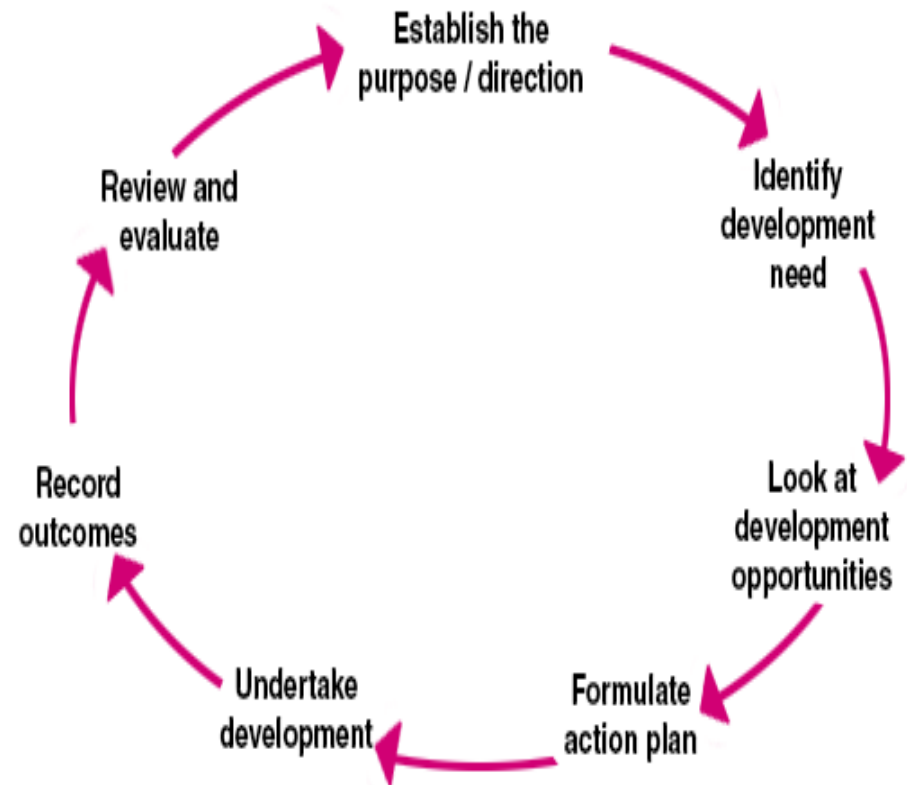 Establish the
purpose / direction
Identify
development
need
Look at
development
opportunities
Formulate
action plan
Undertake
development
Record
outcomes
Review and
evaluate